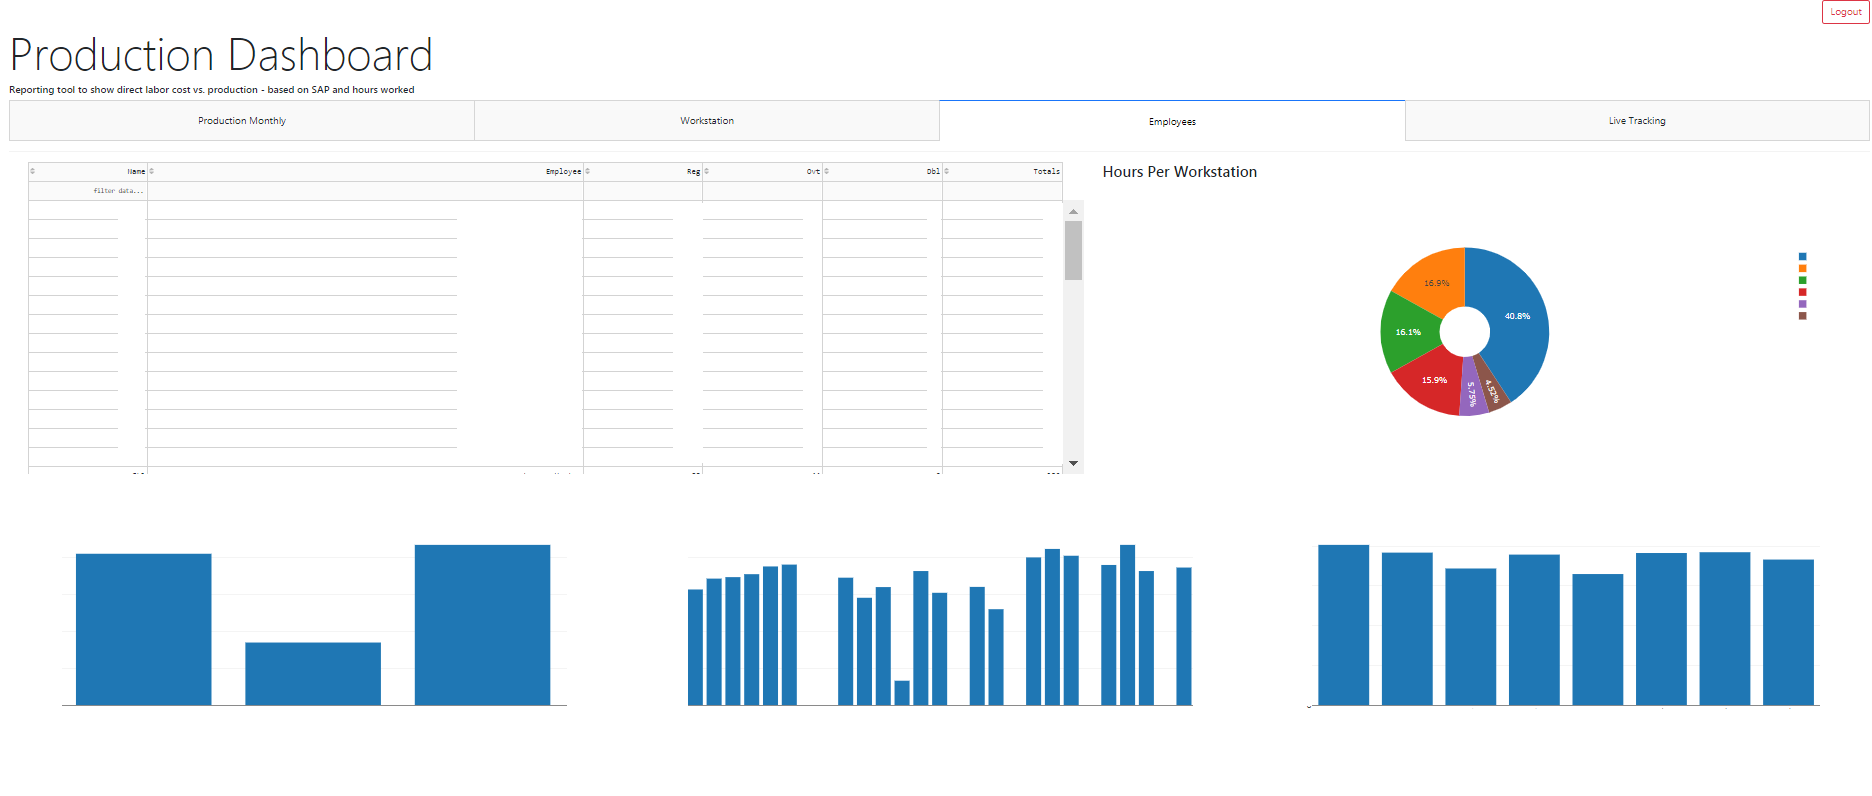 Logout
Production Dashboard
Reporting tool to show direct labor cost vs. production - based on SAP and hours worked
Production Monthly
Workstation
Employees
Live Tracking
Name Employee Reg Ovt Dbl Totals
filter data...
Hours Per Workstation
16.9%
40.8%
16.1%
15.9%
5.75%
4.52%